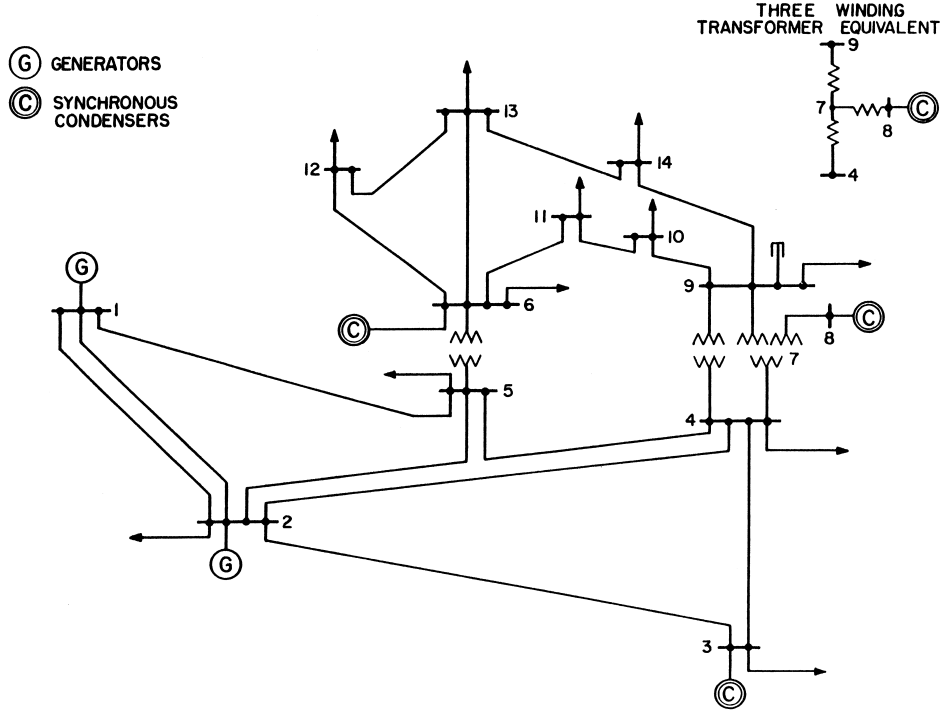 THREE WINDING
TRANSFORMER EQUIVALENT
9
7
C
8
4
G GENERATORS
C SYNCHRONOUS
CONDENSERS
13
12
14
11
10
G
1
9
6
C
C
8
7
5
4
2
G
3
C